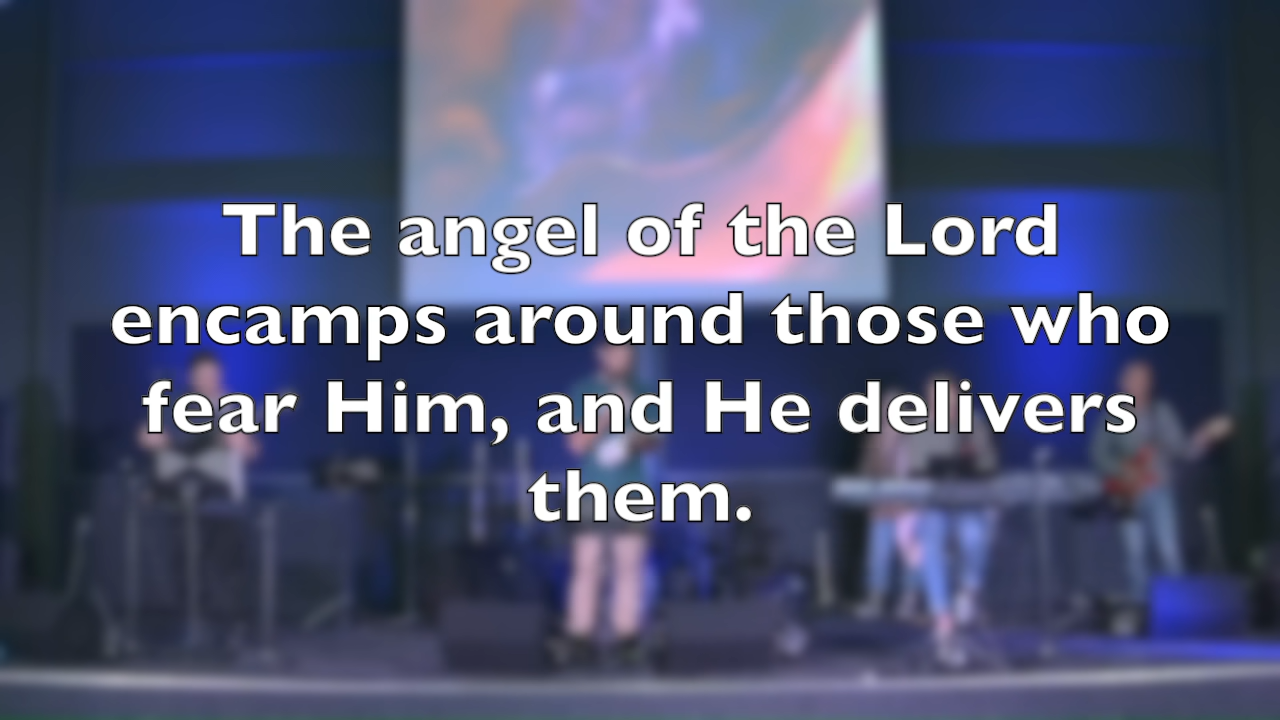 The angel of the Lord
encamps around those who
fear Him, and He delivers
them.